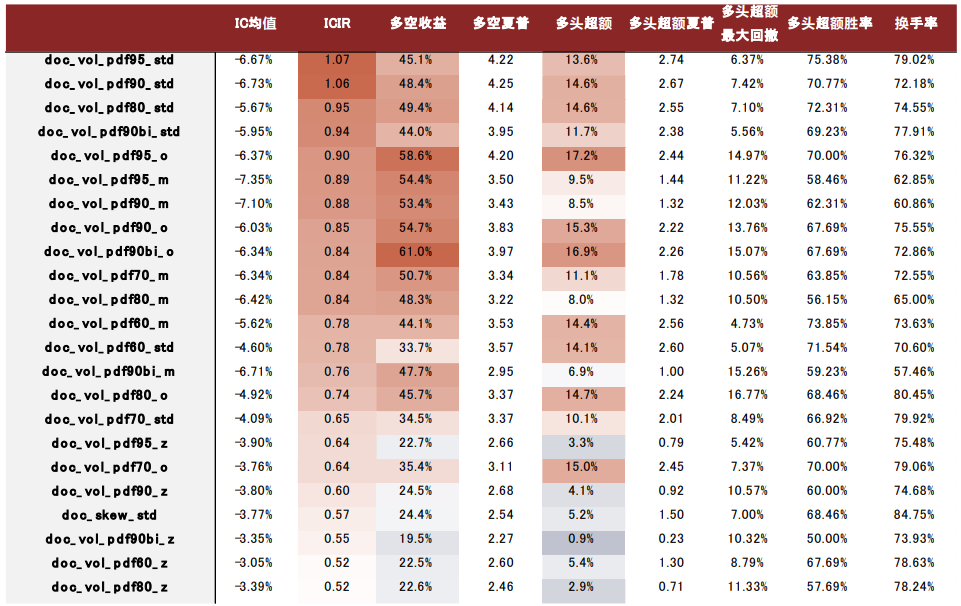 IC均值 ICIR 多空收益 多空夏普 多头超额 多头超额夏普 多头超额最大回撤 多头超额胜率 换手率
doc_vol_pdf95_std -6.67% 1.07 45.1% 4.22 13.6% 2.74 6.37% 75.38% 79.02%
doc_vol_pdf90_std -6.73% 1.06 48.4% 4.25 14.6% 2.67 7.42% 70.77% 72.18%
doc_vol_pdf80_std -5.67% 0.95 49.4% 4.14 14.6% 2.55 7.10% 72.31% 74.55%
doc_vol_pdf90bi_std -5.95% 0.94 44.0% 3.95 11.7% 2.38 5.56% 69.23% 77.91%
doc_vol_pdf95_o -6.37% 0.90 58.6% 4.20 17.2% 2.44 14.97% 70.00% 76.32%
doc_vol_pdf95_m -7.35% 0.89 54.4% 3.50 9.5% 1.44 11.22% 58.46% 62.85%
doc_vol_pdf90_m -7.10% 0.88 53.4% 3.43 8.5% 1.32 12.03% 62.31% 60.86%
doc_vol_pdf90_o -6.03% 0.85 54.7% 3.83 15.3% 2.22 13.76% 67.69% 75.55%
doc_vol_pdf90bi_o -6.34% 0.84 61.0% 3.97 16.9% 2.26 15.07% 67.69% 72.86%
doc_vol_pdf70_m -6.34% 0.84 50.7% 3.34 11.1% 1.78 10.56% 63.85% 72.55%
doc_vol_pdf80_m -6.42% 0.84 48.3% 3.22 8.0% 1.32 10.50% 56.15% 65.00%
doc_vol_pdf60_m -5.62% 0.78 44.1% 3.53 14.4% 2.56 4.73% 73.85% 73.63%
doc_vol_pdf60_std -4.60% 0.78 33.7% 3.57 14.1% 2.60 5.07% 71.54% 70.60%
doc_vol_pdf90bi_m -6.71% 0.76 47.7% 2.95 6.9% 1.00 15.26% 59.23% 57.46%
doc_vol_pdf80_o -4.92% 0.74 45.7% 3.37 14.7% 2.24 16.77% 68.46% 80.45%
doc_vol_pdf70_std -4.09% 0.65 34.5% 3.37 10.1% 2.01 8.49% 66.92% 79.92%
doc_vol_pdf95_z -3.90% 0.64 22.7% 2.66 3.3% 0.79 5.42% 60.77% 75.48%
doc_vol_pdf70_o -3.76% 0.64 35.4% 3.11 15.0% 2.45 7.37% 70.00% 79.06%
doc_vol_pdf90_z -3.80% 0.60 24.5% 2.68 4.1% 0.92 10.57% 60.00% 74.68%
doc_skew_std -3.77% 0.57 24.4% 2.54 5.2% 1.50 7.00% 68.46% 84.75%
doc_vol_pdf90bi_z -3.35% 0.55 19.5% 2.27 0.9% 0.23 10.32% 50.00% 73.93%
doc_vol_pdf60_z -3.05% 0.52 22.5% 2.60 5.4% 1.30 8.79% 67.69% 78.63%
doc_vol_pdf80_z -3.39% 0.52 22.6% 2.46 2.9% 0.71 11.33% 57.69% 78.24%